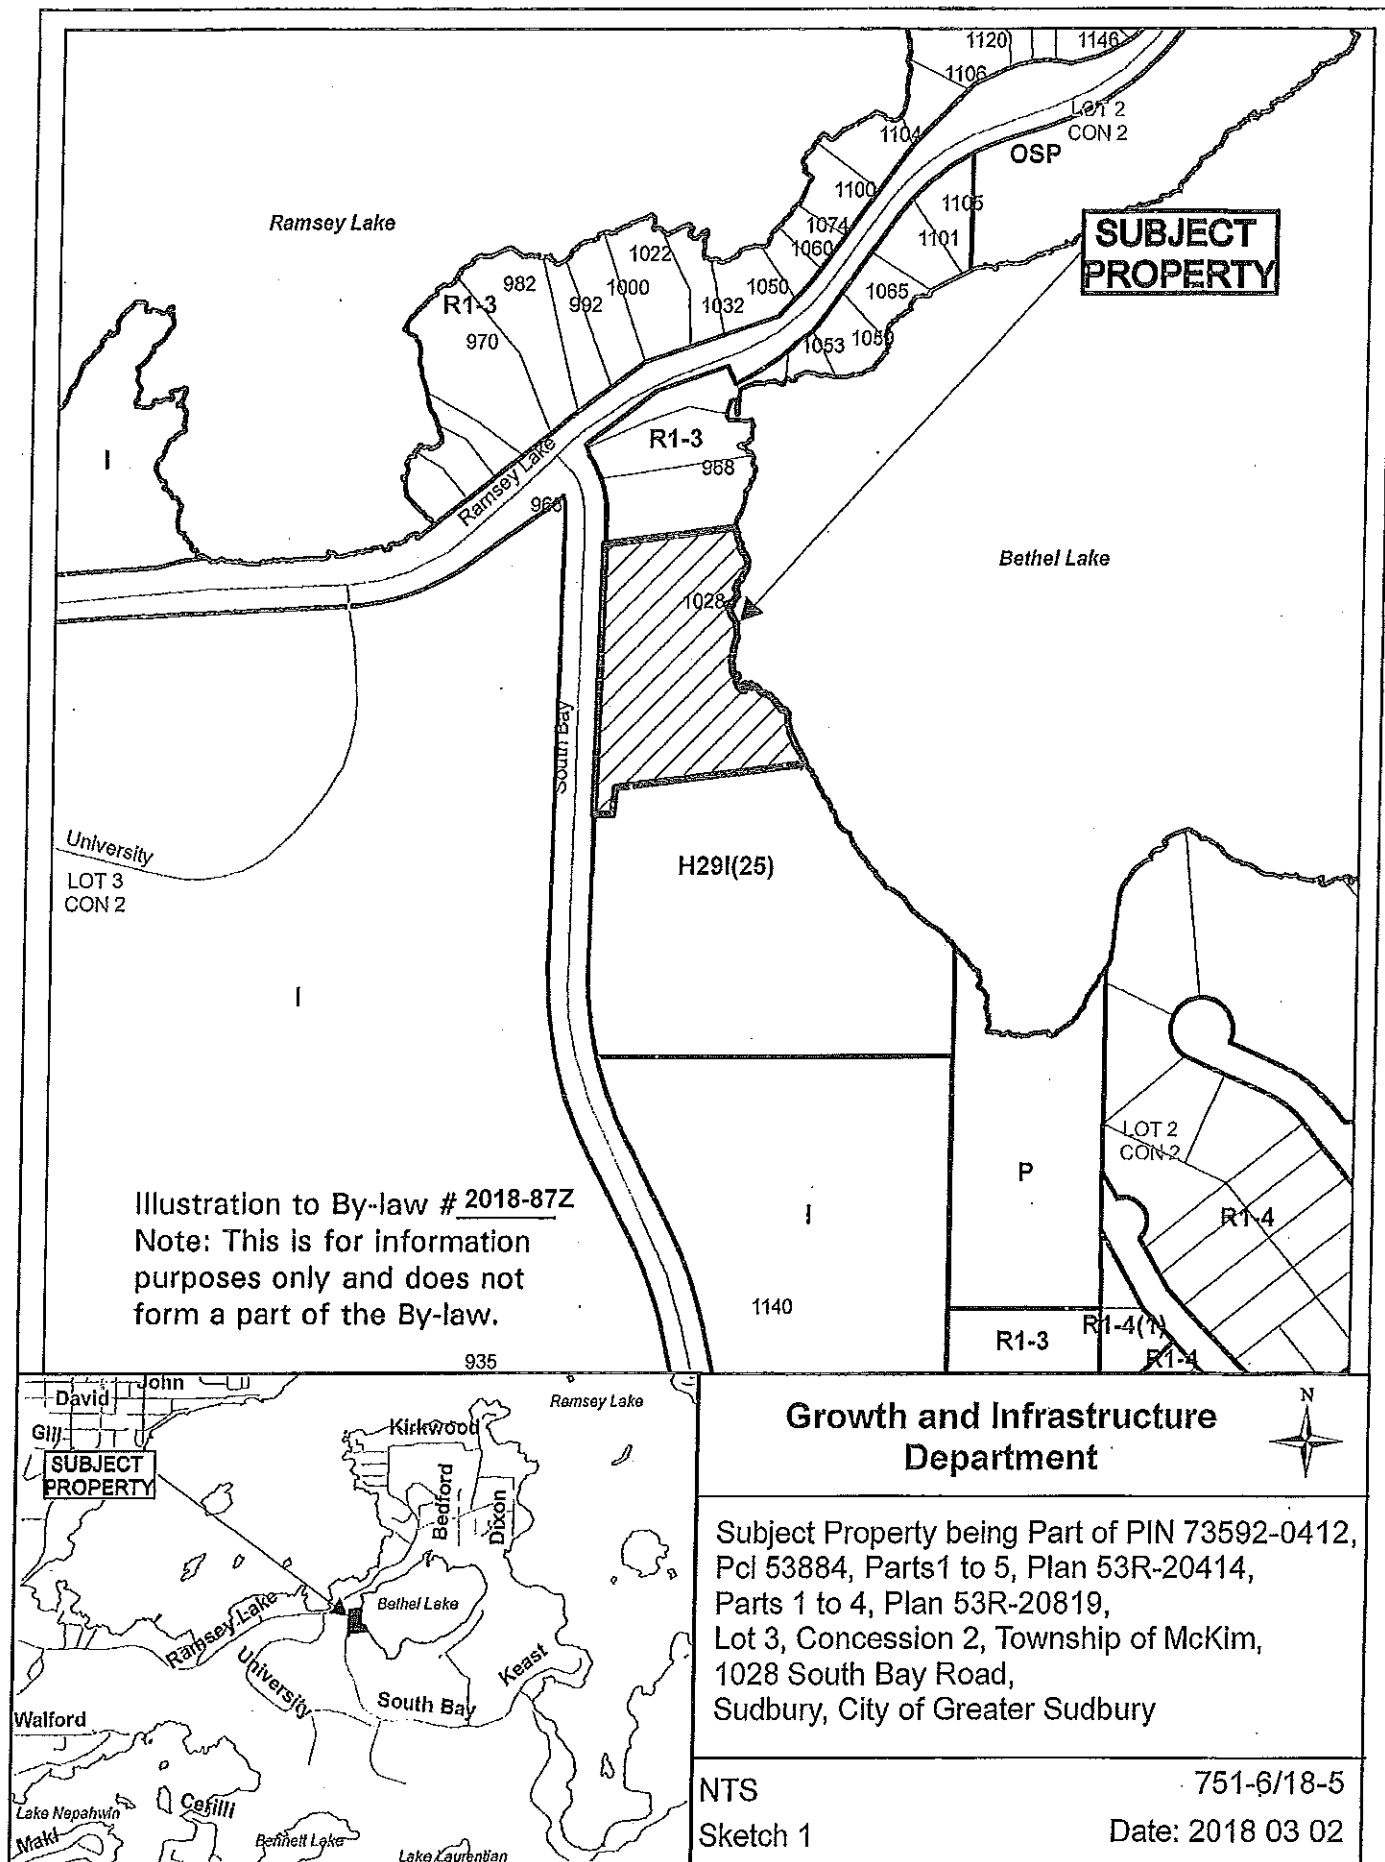 1120
1146
1106
LOT 2
CON 2
1104
OSP
1100
1105
Ramsey Lake
1074
1101
SUBJECT
PROPERTY
1060
1022
982
1000
1050
1065
R1-3
992
1032
970
1053
1059
R1-3
I
968
Ramsey Lake
Bethel Lake
1028
South Bay
University
LOT 3
CON 2
H29I(25)
I
LOT 2
CON 2
P
Illustration to By-law # 2018-87Z
Note: This is for information
purposes only and does not
form a part of the By-law.
I
R1-4
1140
R1-3
R1-4(1)
R1-4
935
David
John
Gill
Ramsey Lake
Kirkwood
SUBJECT
PROPERTY
Bedford
Dixon
Bethel Lake
Ramsey Lake
University
Keast
South Bay
Walford
Lake Nepahwin
Cerilli
Maki
Bennett Lake
Lake Laurentian
Growth and Infrastructure
Department
N
Subject Property being Part of PIN 73592-0412,
Pcl 53884, Parts1 to 5, Plan 53R-20414,
Parts 1 to 4, Plan 53R-20819,
Lot 3, Concession 2, Township of McKim,
1028 South Bay Road,
Sudbury, City of Greater Sudbury
NTS
751-6/18-5
Sketch 1
Date: 2018 03 02